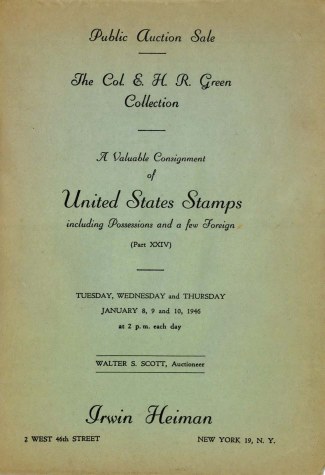 Public Auction Sale
The Col. E. H. R. Green
Collection
A Valuable Consignment
of
United States Stamps
including Possessions and a few Foreign
(Part XXIV)
TUESDAY, WEDNESDAY and THURSDAY
JANUARY 8, 9 and 10, 1946
at 2 p. m. each day
WALTER S. SCOTT, Auctioneer
Irwin Heiman
2 WEST 46th STREET NEW YORK 19, N. Y.